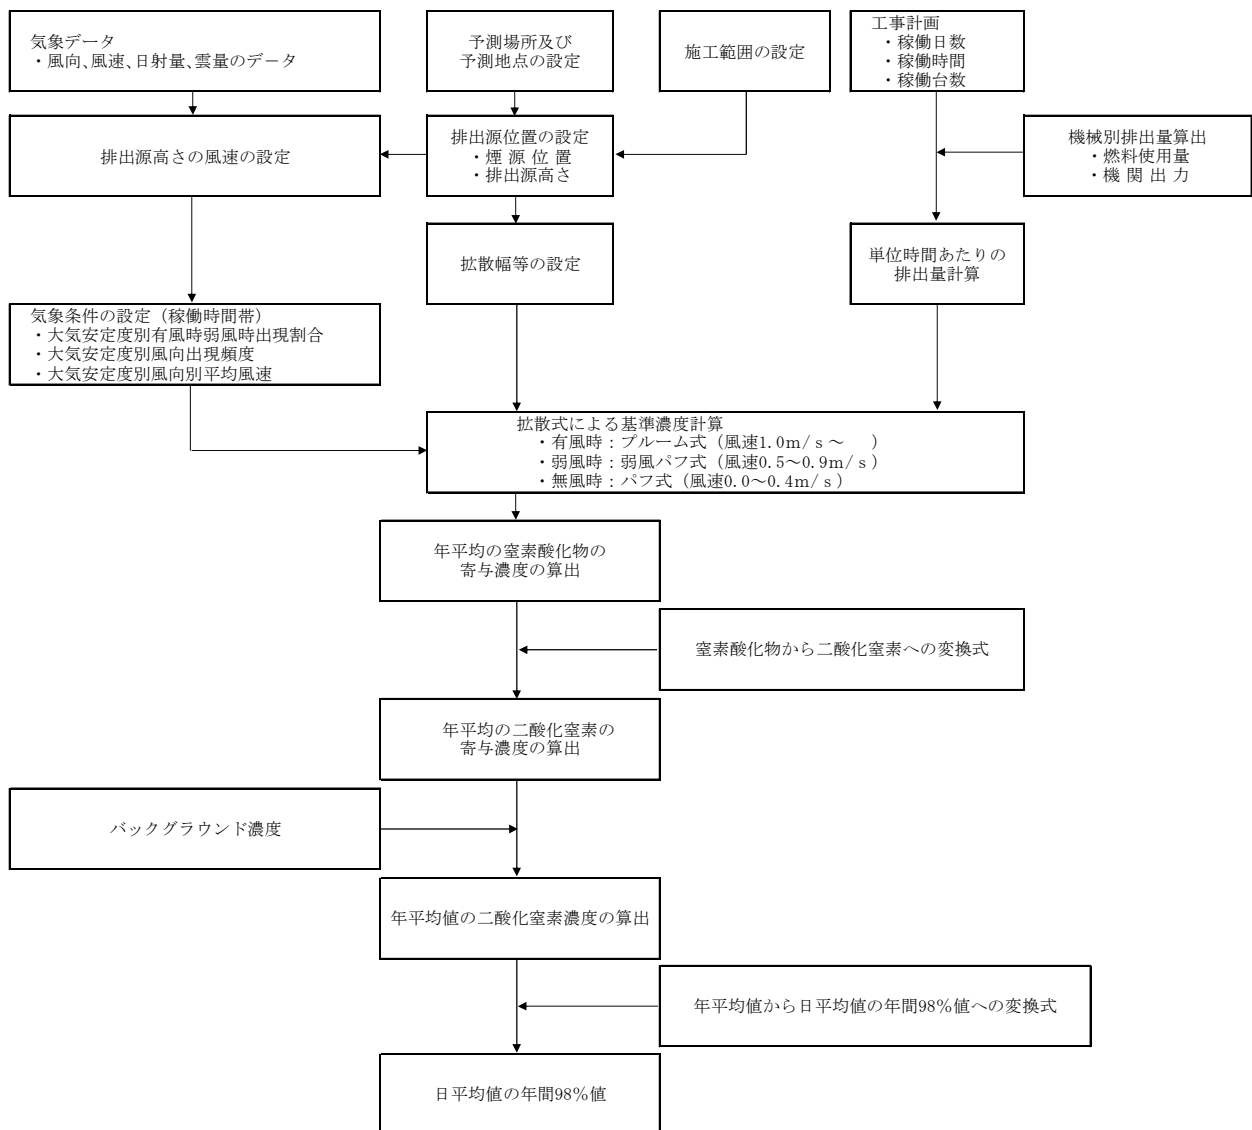 気象データ
・風向、風速、日射量、雲量のデータ
予測場所及び
予測地点の設定
施工範囲の設定
工事計画
・稼働日数
・稼働時間
・稼働台数
排出源高さの風速の設定
排出源位置の設定
・煙源位置
・排出源高さ
機械別排出量算出
・燃料使用量
・機関出力
拡散幅等の設定
単位時間あたりの
排出量計算
気象条件の設定（稼働時間帯）
・大気安定度別有風時弱風時出現割合
・大気安定度別風向出現頻度
・大気安定度別風向別平均風速
拡散式による基準濃度計算
・有風時：プルーム式（風速1.0m/s～　）
・弱風時：弱風パフ式（風速0.5～0.9m/s）
・無風時：パフ式（風速0.0～0.4m/s）
年平均の窒素酸化物の
寄与濃度の算出
窒素酸化物から二酸化窒素への変換式
年平均の二酸化窒素の
寄与濃度の算出
バックグラウンド濃度
年平均値の二酸化窒素濃度の算出
年平均値から日平均値の年間98％値への変換式
日平均値の年間98％値